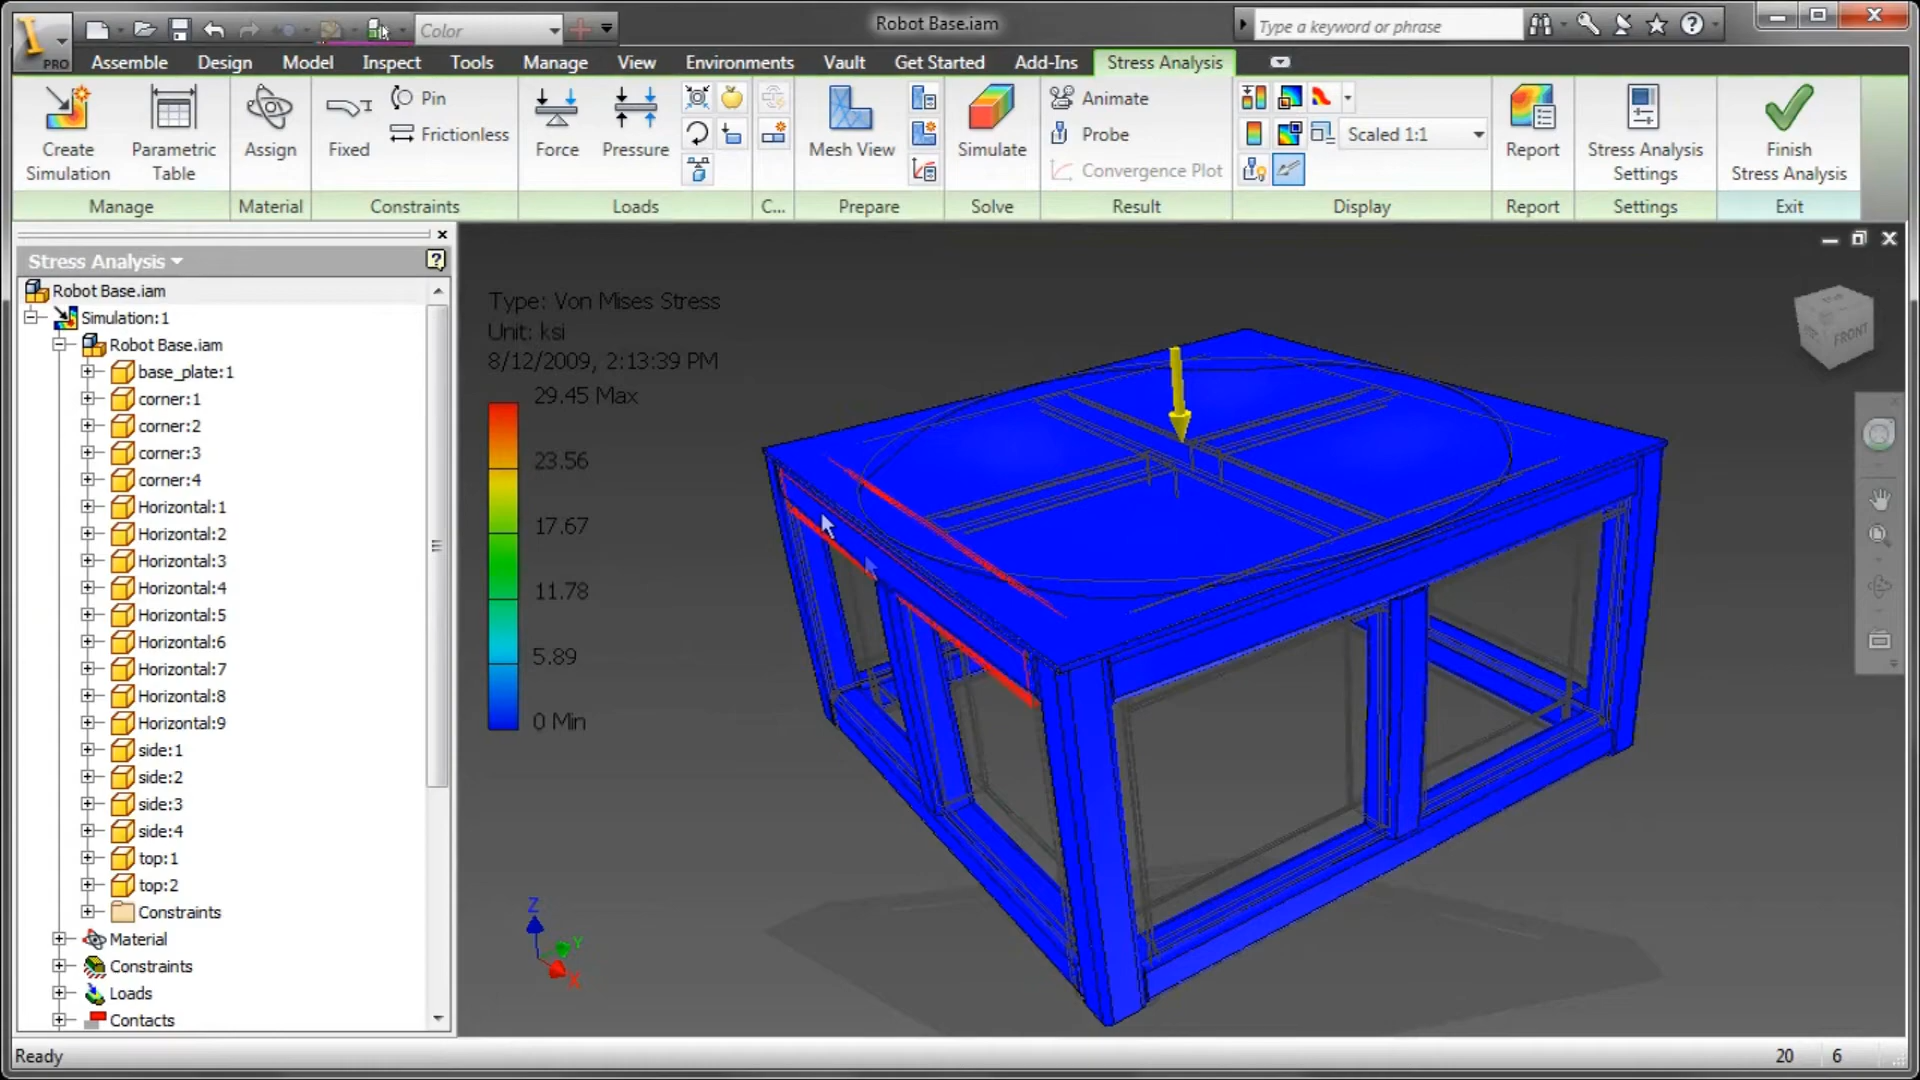 PRO
Color
Robot Base.iam
Type a keyword or phrase
Assemble Design Model Inspect Tools Manage View Environments Vault Get Started Add-Ins Stress Analysis
Create Simulation
Parametric Table
Assign
Fixed
Pin
Frictionless
Force
Pressure
Mesh View
Simulate
Animate
Probe
Convergence Plot
Scaled 1:1
Report
Stress Analysis Settings
Finish Stress Analysis
Manage Material Constraints Loads C... Prepare Solve Result Display Report Settings Exit
Stress Analysis
Robot Base.iam
Simulation:1
Robot Base.iam
base_plate:1
corner:1
corner:2
corner:3
corner:4
Horizontal:1
Horizontal:2
Horizontal:3
Horizontal:4
Horizontal:5
Horizontal:6
Horizontal:7
Horizontal:8
Horizontal:9
side:1
side:2
side:3
side:4
top:1
top:2
Constraints
Material
Constraints
Loads
Contacts
Type: Von Mises Stress
Unit: ksi
8/12/2009, 2:13:39 PM
29.45 Max
23.56
17.67
11.78
5.89
0 Min
FRONT
Z
Y
X
Ready
20 6